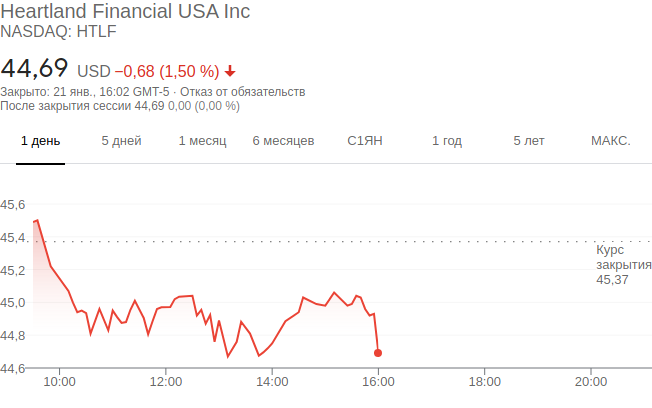 Heartland Financial USA Inc
NASDAQ: HTLF
44,69 USD −0,68 (1,50 %)
Закрыто: 21 янв., 16:02 GMT-5 · Отказ от обязательств
После закрытия сессии 44,69 0,00 (0,00 %)
1 день 5 дней 1 месяц 6 месяцев С1ЯН 1 год 5 лет МАКС.
45,6
45,4
Курс
закрытия
45,37
45,2
45,0
44,8
44,6
10:00 12:00 14:00 16:00 18:00 20:00